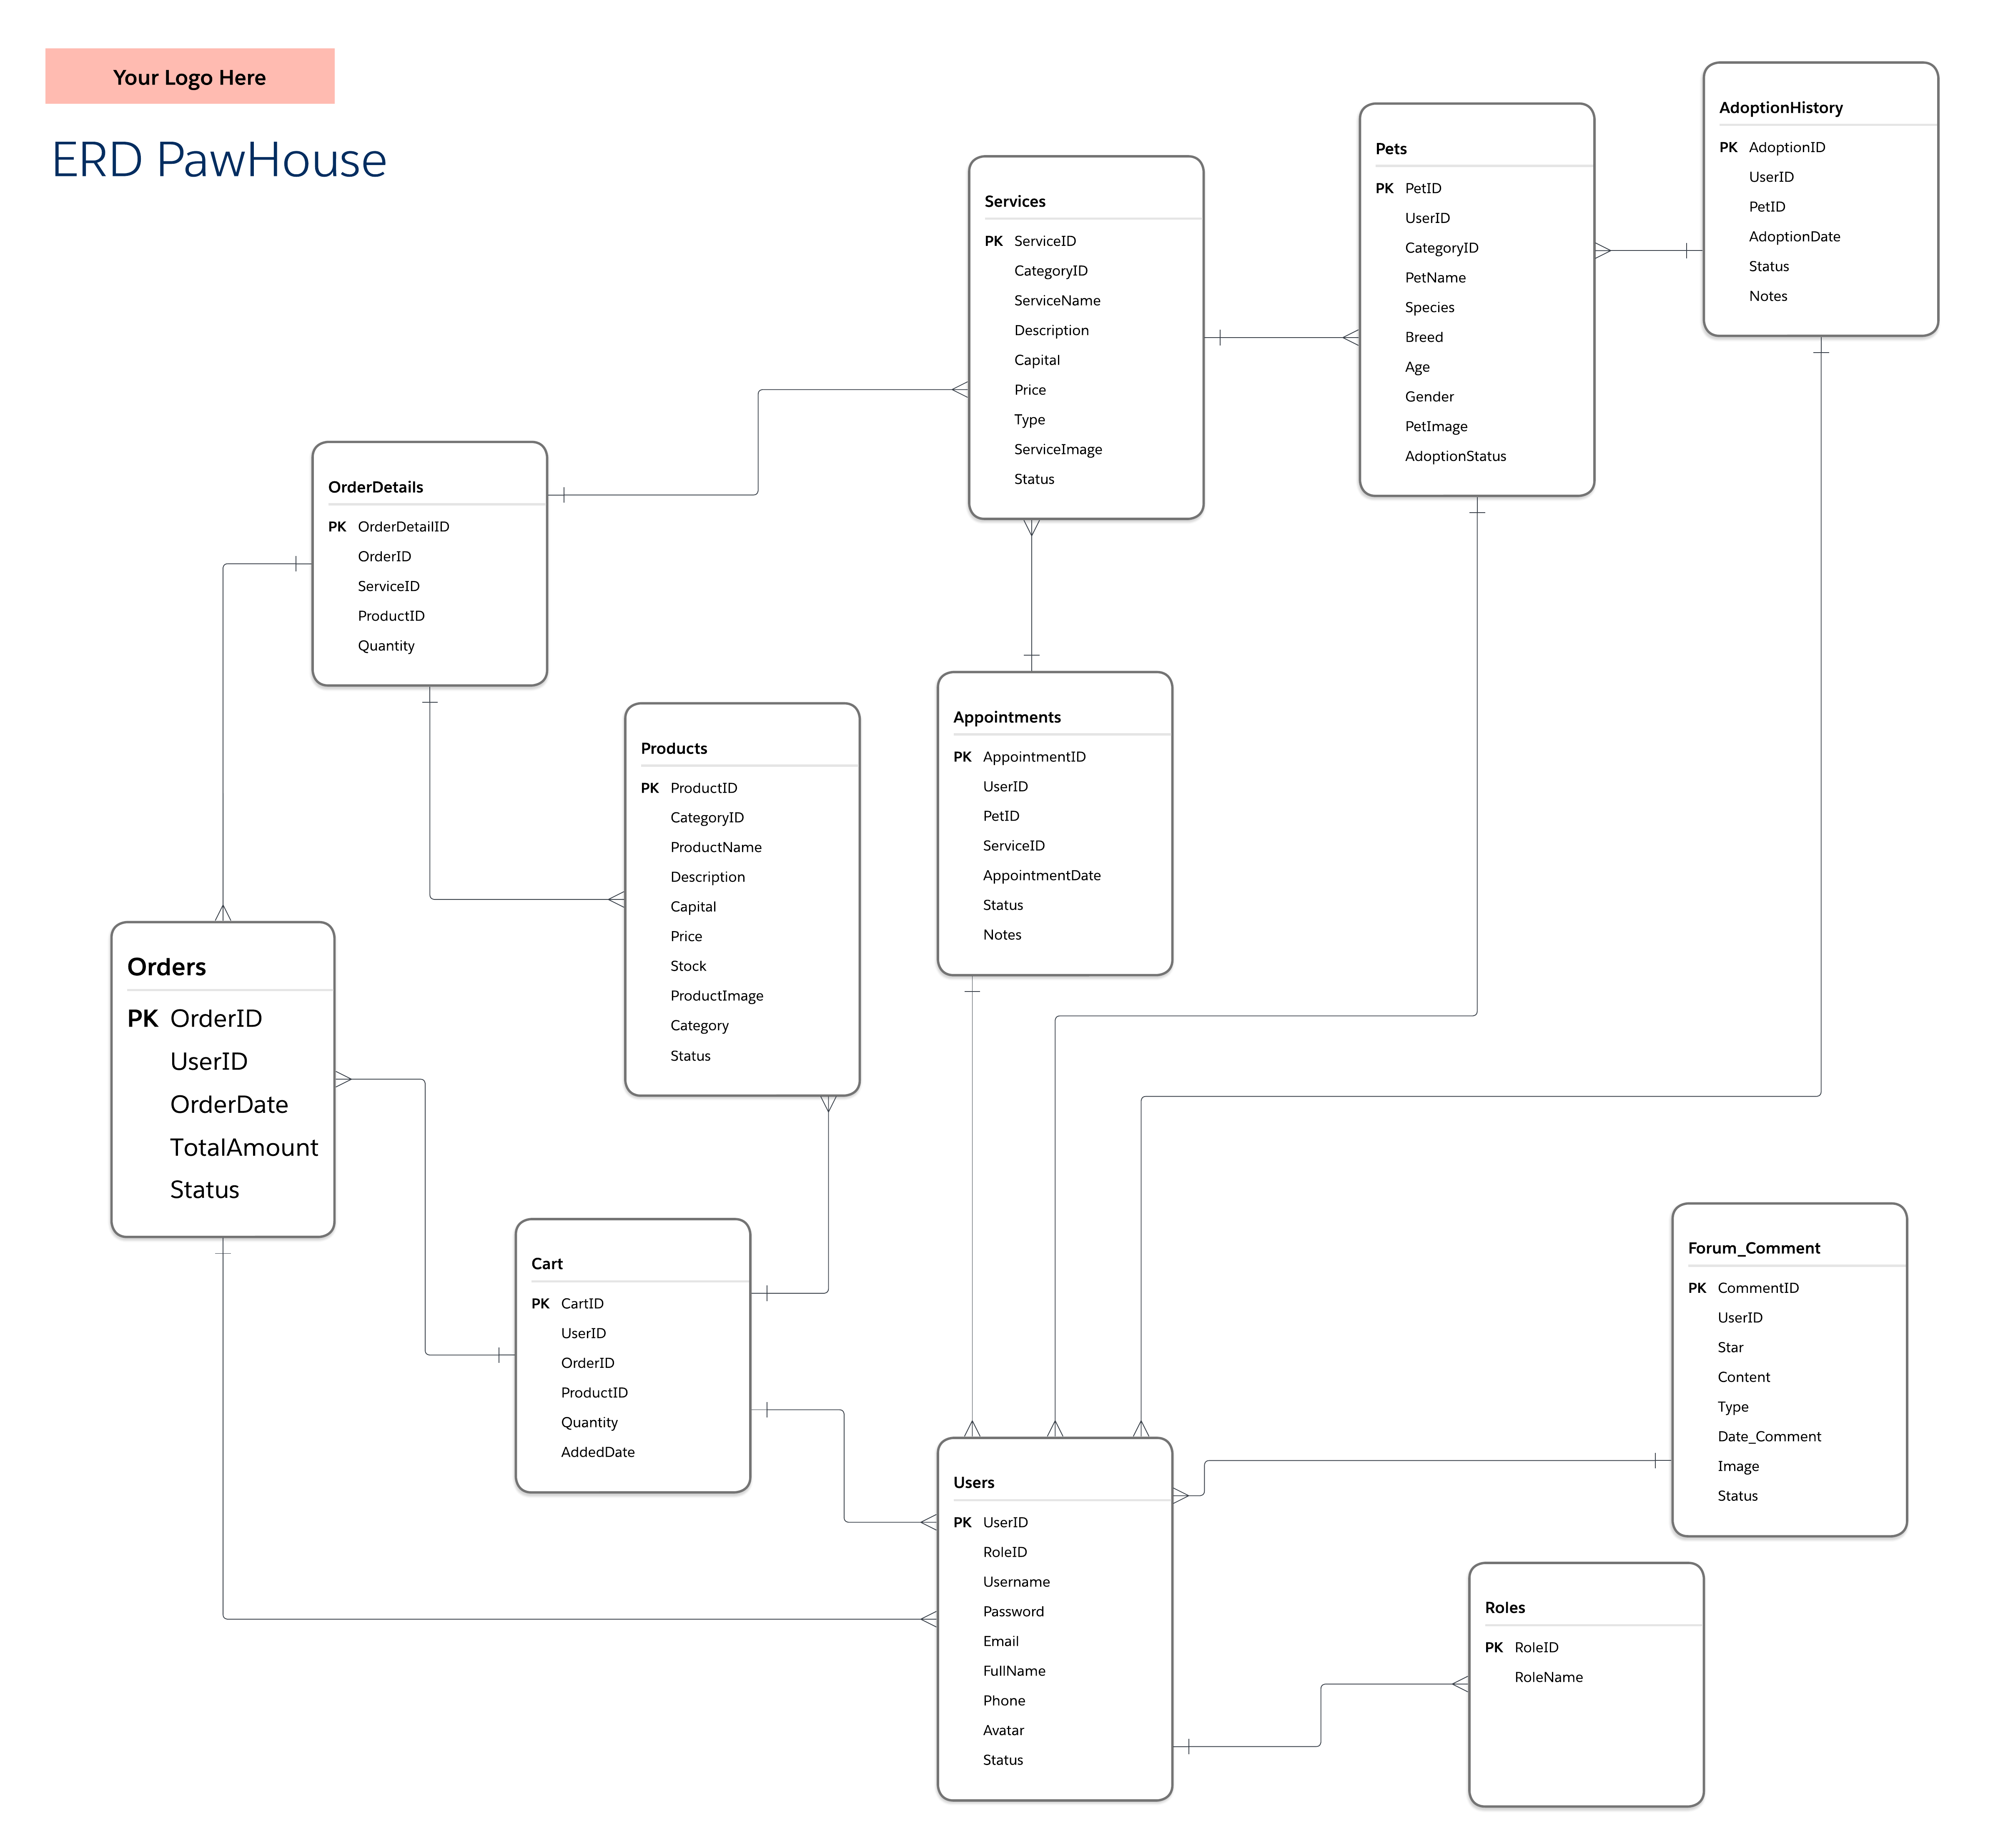 Your Logo Here
ERD PawHouse
AdoptionHistory
PK AdoptionID
UserID
PetID
AdoptionDate
Status
Notes
Pets
PK PetID
UserID
CategoryID
PetName
Species
Breed
Age
Gender
PetImage
AdoptionStatus
Services
PK ServiceID
CategoryID
ServiceName
Description
Capital
Price
Type
ServiceImage
Status
OrderDetails
PK OrderDetailID
OrderID
ServiceID
ProductID
Quantity
Products
PK ProductID
CategoryID
ProductName
Description
Capital
Price
Stock
ProductImage
Category
Status
Appointments
PK AppointmentID
UserID
PetID
ServiceID
AppointmentDate
Status
Notes
Orders
PK OrderID
UserID
OrderDate
TotalAmount
Status
Cart
PK CartID
UserID
OrderID
ProductID
Quantity
AddedDate
Forum_Comment
PK CommentID
UserID
Star
Content
Type
Date_Comment
Image
Status
Users
PK UserID
RoleID
Username
Password
Email
FullName
Phone
Avatar
Status
Roles
PK RoleID
RoleName